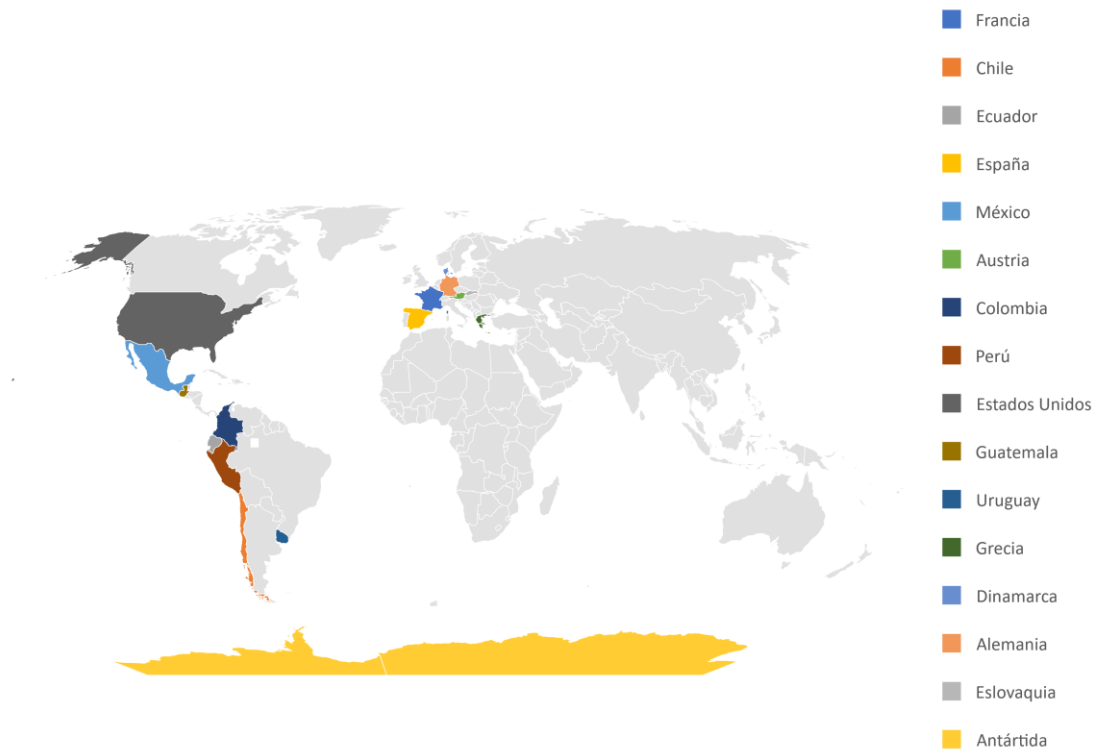 Francia
Chile
Ecuador
España
México
Austria
Colombia
Perú
Estados Unidos
Guatemala
Uruguay
Grecia
Dinamarca
Alemania
Eslovaquia
Antártida